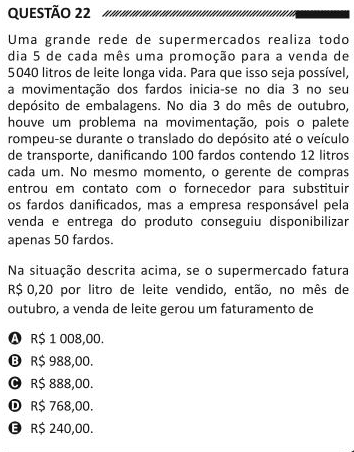 QUESTÃO 22
Uma grande rede de supermercados realiza todo
dia 5 de cada mês uma promoção para a venda de
5040 litros de leite longa vida. Para que isso seja possível,
a movimentação dos fardos inicia-se no dia 3 no seu
depósito de embalagens. No dia 3 do mês de outubro,
houve um problema na movimentação, pois o palete
rompeu-se durante o translado do depósito até o veículo
de transporte, danificando 100 fardos contendo 12 litros
cada um. No mesmo momento, o gerente de compras
entrou em contato com o fornecedor para substituir
os fardos danificados, mas a empresa responsável pela
venda e entrega do produto conseguiu disponibilizar
apenas 50 fardos.
Na situação descrita acima, se o supermercado fatura
R$ 0,20 por litro de leite vendido, então, no mês de
outubro, a venda de leite gerou um faturamento de
A R$ 1 008,00.
B R$ 988,00.
C R$ 888,00.
D R$ 768,00.
E R$ 240,00.